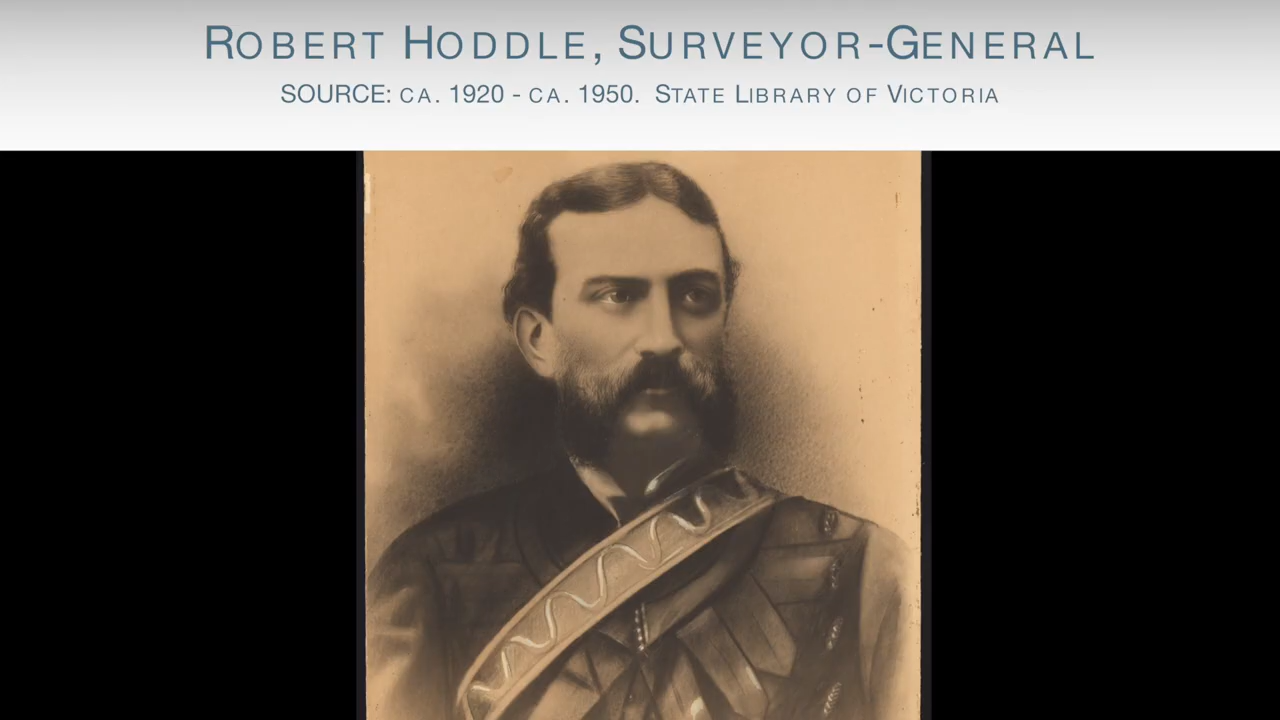 Robert Hoddle, Surveyor-General
SOURCE: ca. 1920 - ca. 1950. State Library of Victoria